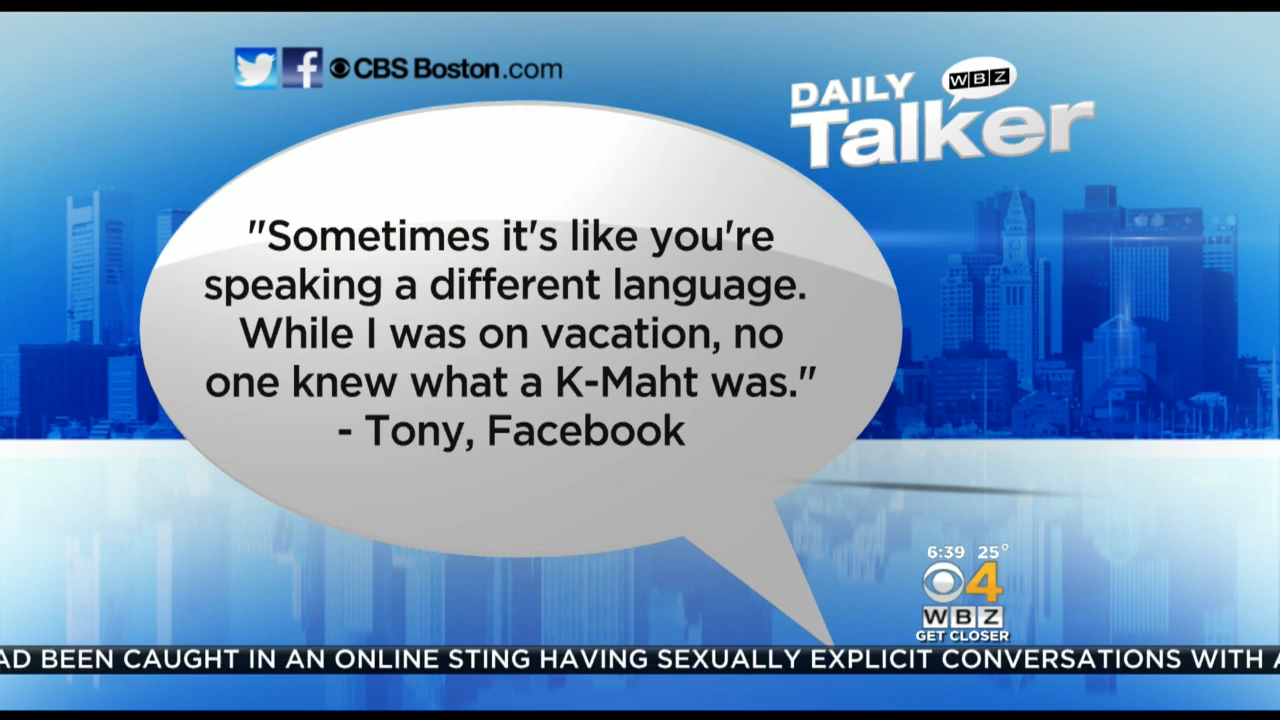 CBS Boston.com
DAILY WBZ
Talker
"Sometimes it's like you're
speaking a different language.
While I was on vacation, no
one knew what a K-Maht was."
- Tony, Facebook
6:39 25°
4
WBZ
GET CLOSER
AD BEEN CAUGHT IN AN ONLINE STING HAVING SEXUALLY EXPLICIT CONVERSATIONS WITH A